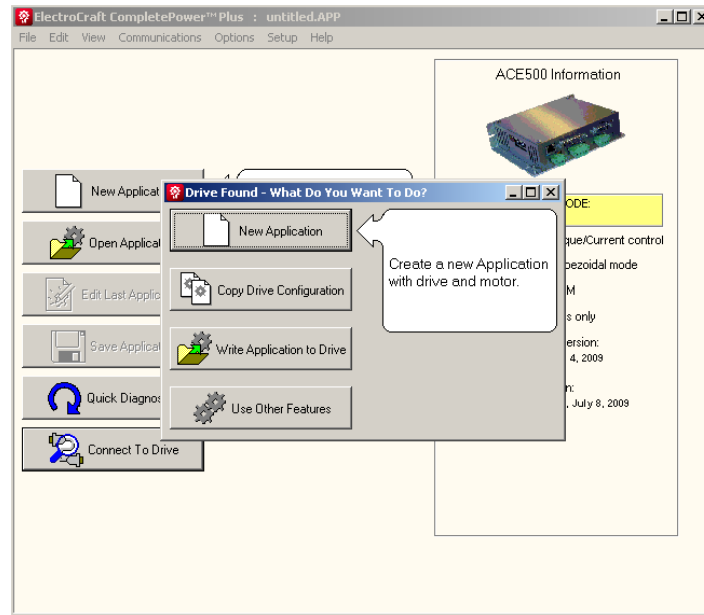 ElectroCraft CompletePower™ Plus : untitled.APP
File Edit View Communications Options Setup Help
ACE500 Information
New Applicat
Open Applicat
Edit Last Applic
Save Applicat
Quick Diagnos
Connect To Drive
Drive Found - What Do You Want To Do?
New Application
Copy Drive Configuration
Write Application to Drive
Use Other Features
Create a new Application
with drive and motor.
ODE:
que/Current control
pezoidal mode
M
s only
ersion:
4, 2009
n:
, July 8, 2009